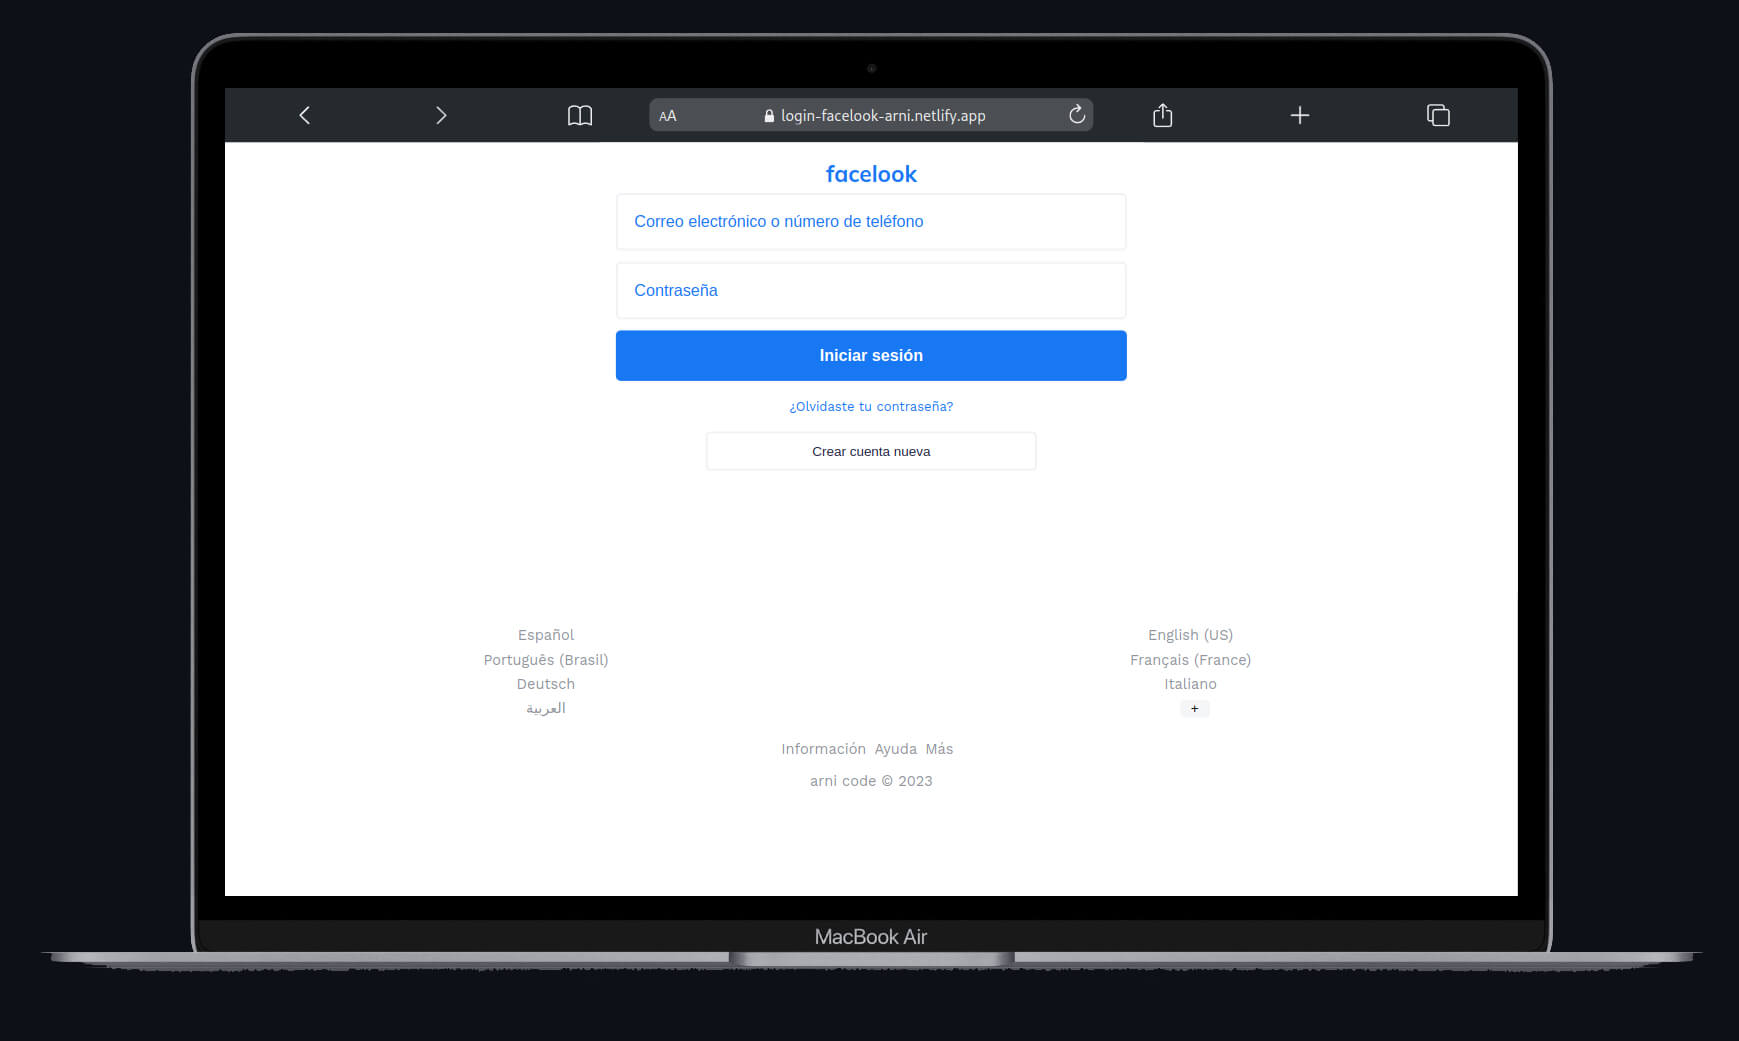 AA login-facelook-arni.netlify.app
facelook
Correo electrónico o número de teléfono
Contraseña
Iniciar sesión
¿Olvidaste tu contraseña?
Crear cuenta nueva
Español
Português (Brasil)
Deutsch
العربية
English (US)
Français (France)
Italiano
+
Información Ayuda Más
arni code © 2023
MacBook Air